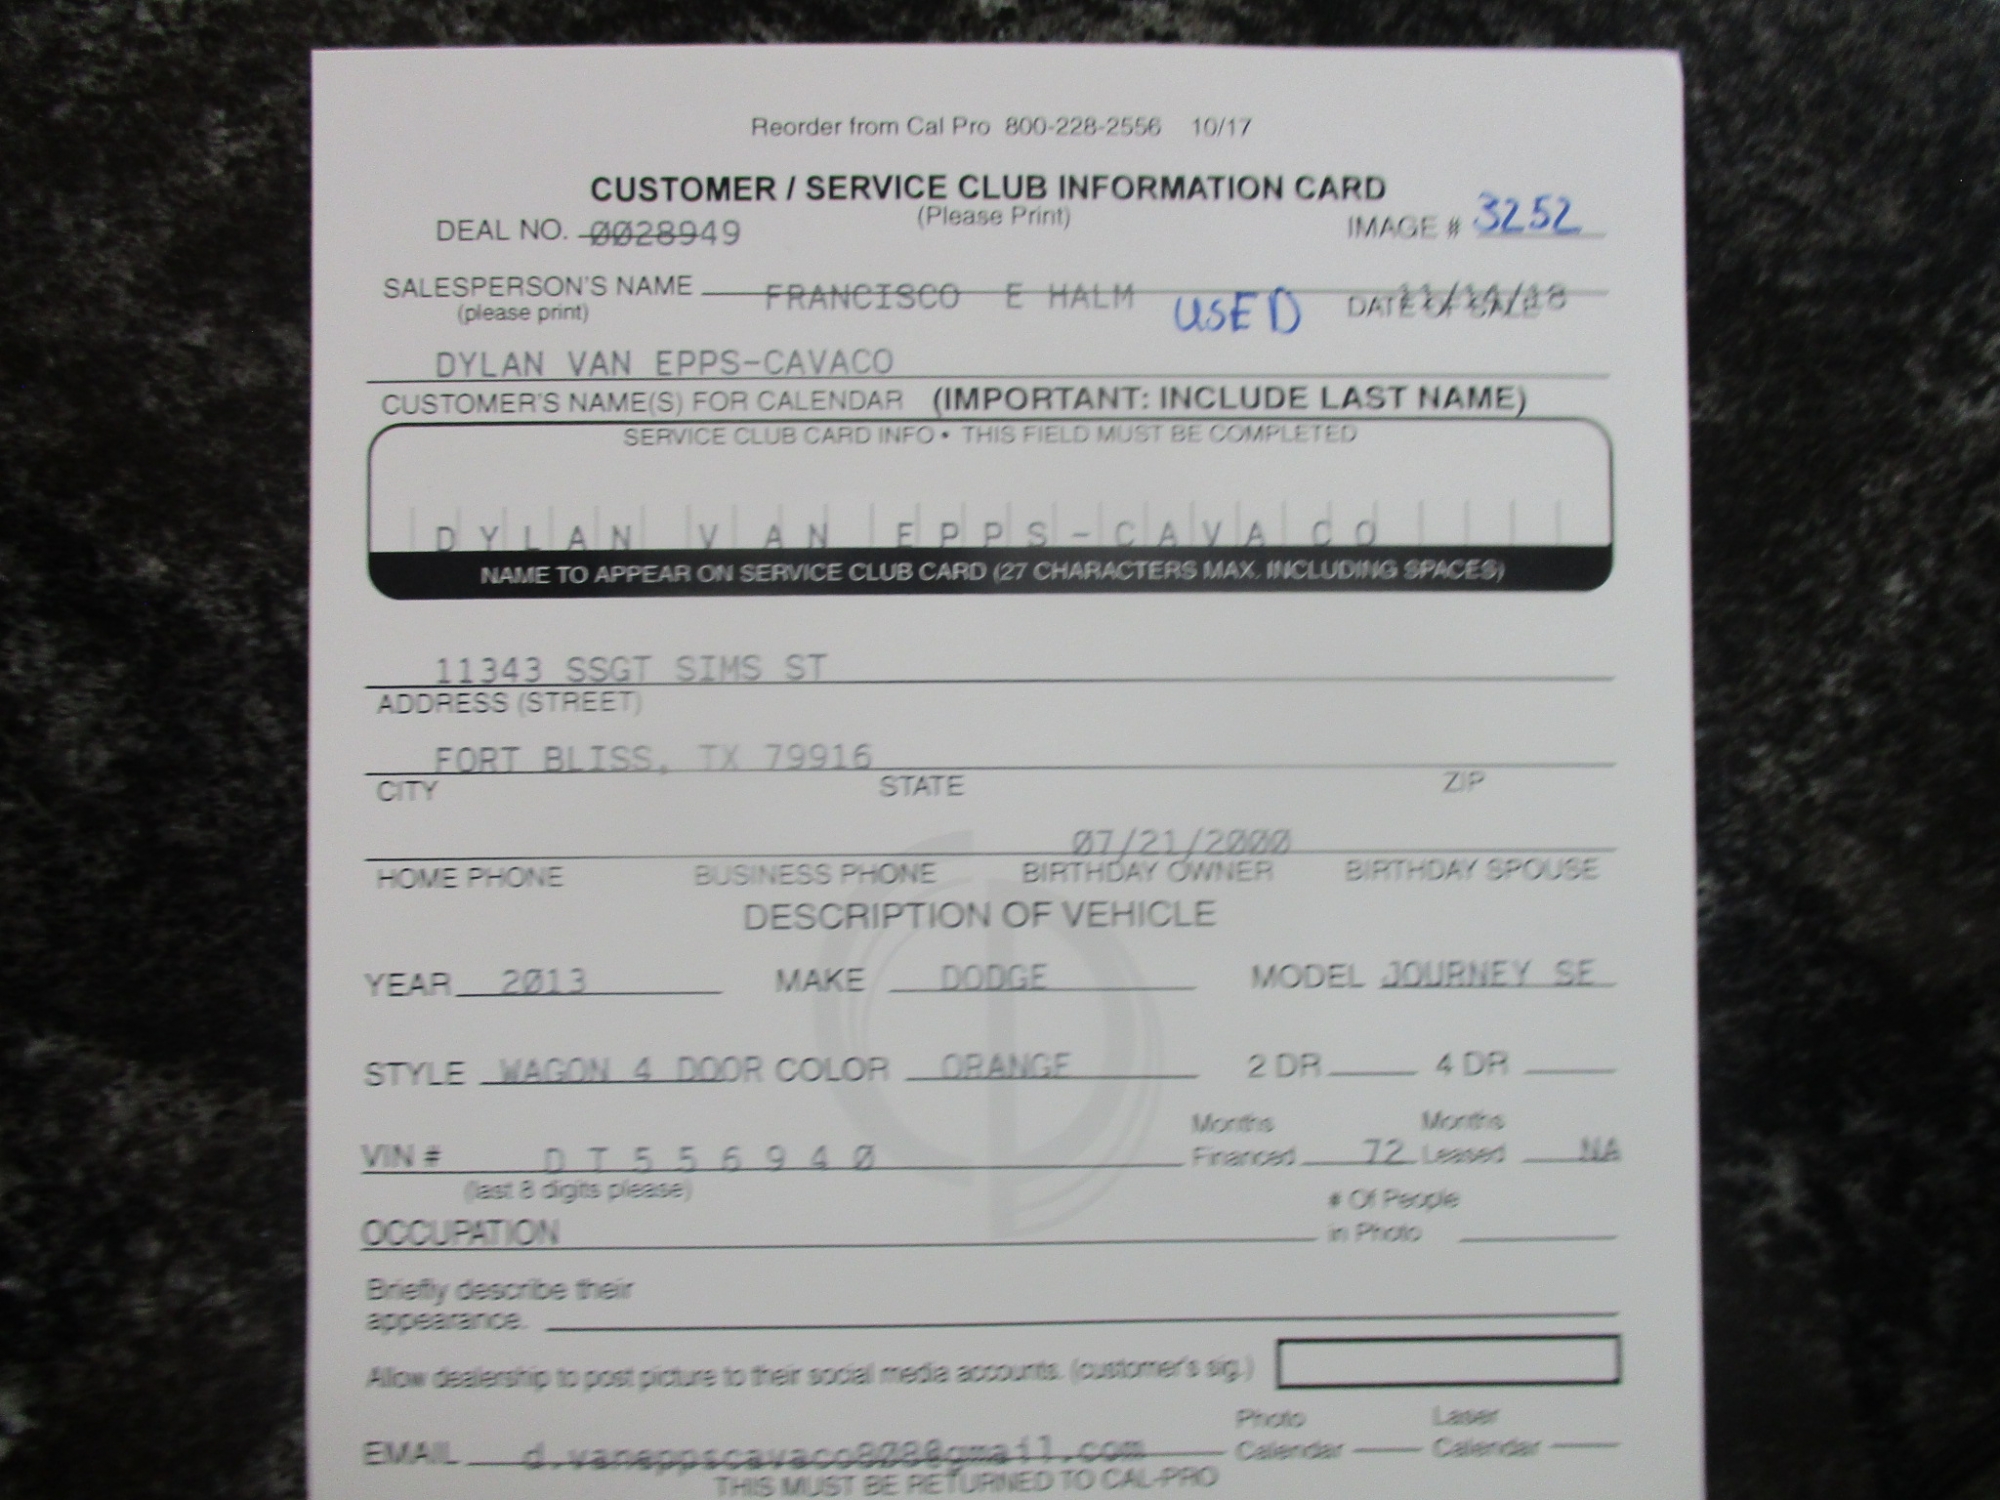 Reorder from Cal Pro 800-228-2556 10/17
CUSTOMER / SERVICE CLUB INFORMATION CARD
(Please Print)
DEAL NO. 0028949
IMAGE # 3252
SALESPERSON'S NAME FRANCISCO E HALM USED
(please print)
DYLAN VAN EPPS-CAVACO
CUSTOMER'S NAME(S) FOR CALENDAR (IMPORTANT: INCLUDE LAST NAME)
SERVICE CLUB CARD INFO • THIS FIELD MUST BE COMPLETED
DYLAN VAN EPPS-CAVACO
NAME TO APPEAR ON SERVICE CLUB CARD (27 CHARACTERS MAX. INCLUDING SPACES)
11343 SSGT SIMS ST
ADDRESS (STREET)
FORT BLISS, TX 79916
CITY STATE ZIP
07/21/2000
HOME PHONE BUSINESS PHONE BIRTHDAY OWNER BIRTHDAY SPOUSE
DESCRIPTION OF VEHICLE
YEAR 2013 MAKE DODGE MODEL JOURNEY SE
STYLE WAGON 4 DOOR COLOR ORANGE 2 DR 4 DR
Months Months
VIN # DT556940 Financed 72 Leased NA
(last 8 digits please)
# Of People
OCCUPATION in Photo
Briefly describe their
appearance.
Allow dealership to post picture to their social media accounts. (customer's sig.)
Photo Laser
EMAIL d.vaneppscavaco808@gmail.com Calendar Calendar
THIS MUST BE RETURNED TO CAL-PRO